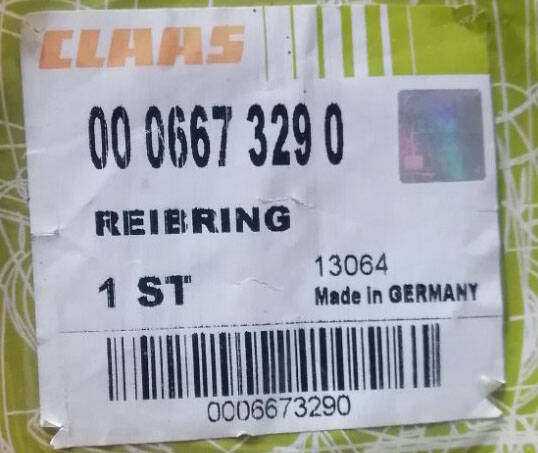 CLAAS
00 0667 329 0
REIBRING
13064
1 ST
Made in GERMANY
0006673290